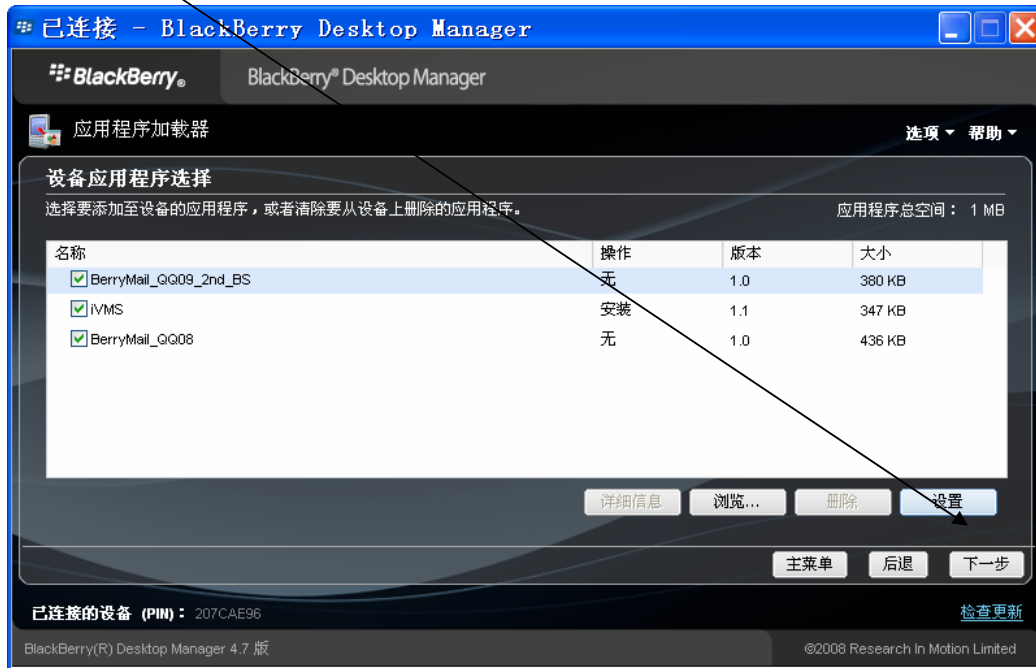 已连接 - BlackBerry Desktop Manager
BlackBerry® BlackBerry® Desktop Manager
应用程序加载器 选项 帮助
设备应用程序选择
选择要添加至设备的应用程序，或者清除要从设备上删除的应用程序。 应用程序总空间： 1 MB
名称 操作 版本 大小
BerryMail_QQ09_2nd_BS 无 1.0 380 KB
iVMS 安装 1.1 347 KB
BerryMail_QQ08 无 1.0 436 KB
详细信息 浏览... 删除 设置
主菜单 后退 下一步
已连接的设备 (PIN)： 207CAE96 检查更新
BlackBerry(R) Desktop Manager 4.7 版 ©2008 Research In Motion Limited